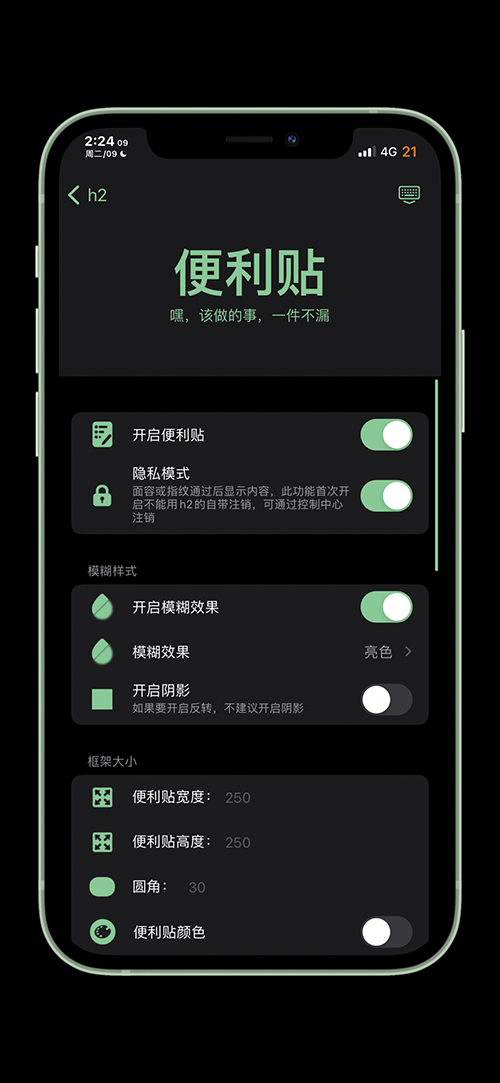 2:24 09
周二/09
4G 21
h2
便利贴
嘿，该做的事，一件不漏
开启便利贴
隐私模式
面容或指纹通过后显示内容，此功能首次开
启不能用h2的自带注销，可通过控制中心
注销
模糊样式
开启模糊效果
模糊效果
亮色
开启阴影
如果要开启反转，不建议开启阴影
框架大小
便利贴宽度： 250
便利贴高度： 250
圆角： 30
便利贴颜色